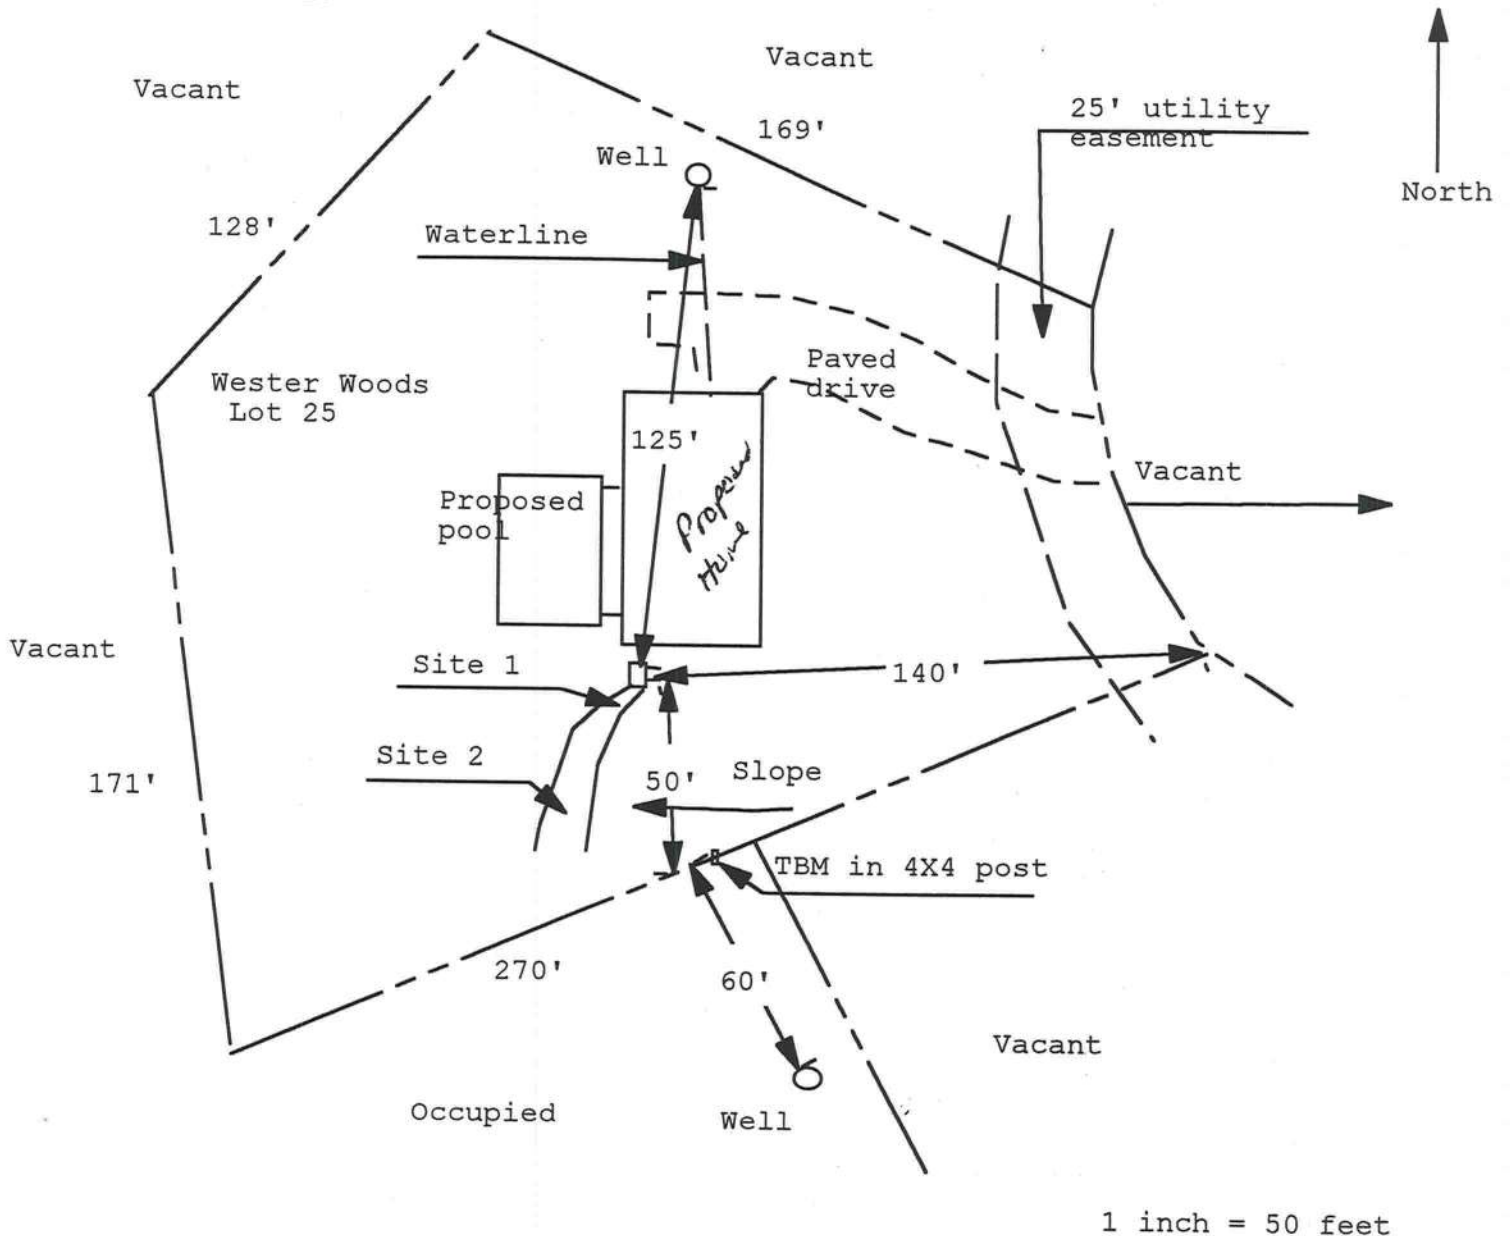 Vacant
Vacant
25' utility
easement
169'
Well
North
128'
Waterline
Paved
drive
Wester Woods
Lot 25
125'
Vacant
Proposed
pool
Proposed
Home
Vacant
Site 1
140'
Site 2
171'
50'
Slope
TBM in 4X4 post
270'
60'
Vacant
Occupied
Well
1 inch = 50 feet